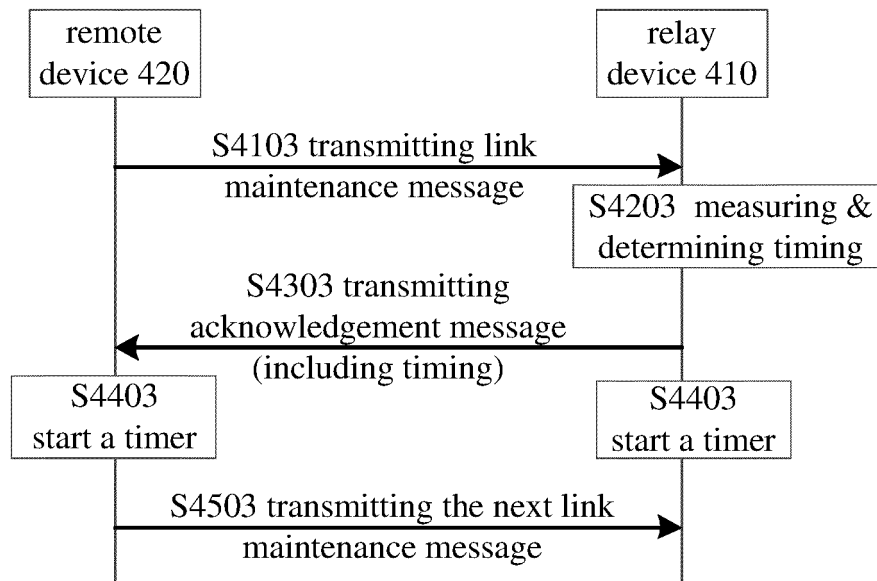 remote
device 420
relay
device 410
S4103 transmitting link
maintenance message
S4203 measuring &
determining timing
S4303 transmitting
acknowledgement message
(including timing)
S4403
start a timer
S4403
start a timer
S4503 transmitting the next link
maintenance message